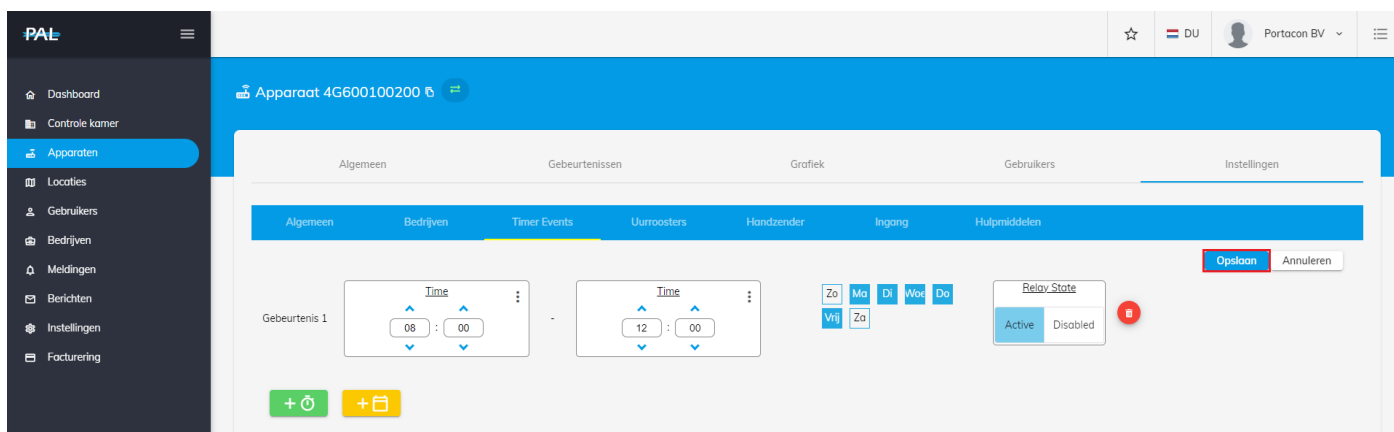 PAL
DU
Portacon BV
Dashboard
Controle kamer
Apparaten
Locaties
Gebruikers
Bedrijven
Meldingen
Berichten
Instellingen
Facturering
Apparaat 4G600100200
Algemeen
Gebeurtenissen
Grafiek
Gebruikers
Instellingen
Algemeen
Bedrijven
Timer Events
Uurroosters
Handzender
Ingang
Hulpmiddelen
Opslaan
Annuleren
Gebeurtenis 1
Time
08 : 00
-
Time
12 : 00
Zo Ma Di Woe Do
Vrij Za
Relay State
Active Disabled